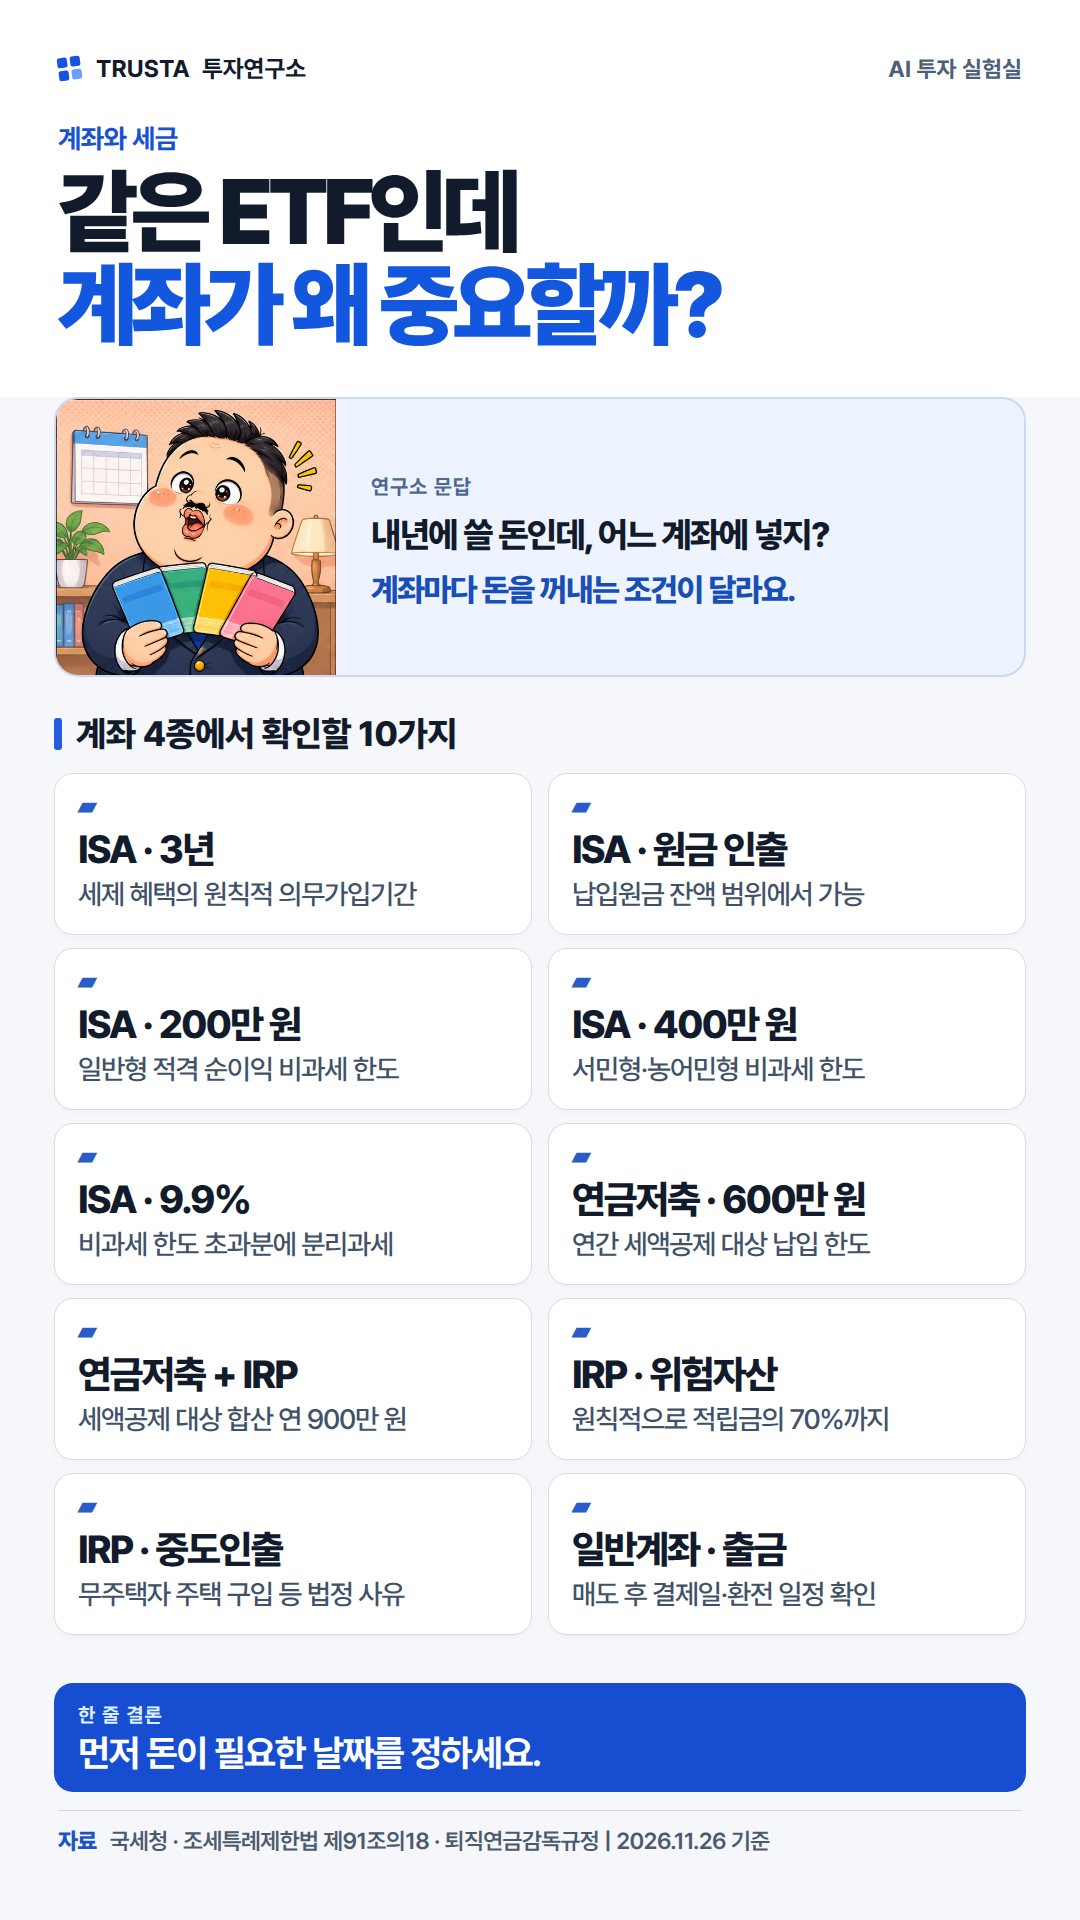 TRUSTA 투자연구소
AI 투자 실험실
계좌와 세금
같은 ETF인데
계좌가 왜 중요할까?
연구소 문답
내년에 쓸 돈인데, 어느 계좌에 넣지?
계좌마다 돈을 꺼내는 조건이 달라요.
계좌 4종에서 확인할 10가지
ISA · 3년
세제 혜택의 원칙적 의무가입기간
ISA · 원금 인출
납입원금 잔액 범위에서 가능
ISA · 200만 원
일반형 적격 순이익 비과세 한도
ISA · 400만 원
서민형·농어민형 비과세 한도
ISA · 9.9%
비과세 한도 초과분에 분리과세
연금저축 · 600만 원
연간 세액공제 대상 납입 한도
연금저축 + IRP
세액공제 대상 합산 연 900만 원
IRP · 위험자산
원칙적으로 적립금의 70%까지
IRP · 중도인출
무주택자 주택 구입 등 법정 사유
일반계좌 · 출금
매도 후 결제일·환전 일정 확인
한 줄 결론
먼저 돈이 필요한 날짜를 정하세요.
자료 국세청 · 조세특례제한법 제91조의18 · 퇴직연금감독규정 | 2026.11.26 기준